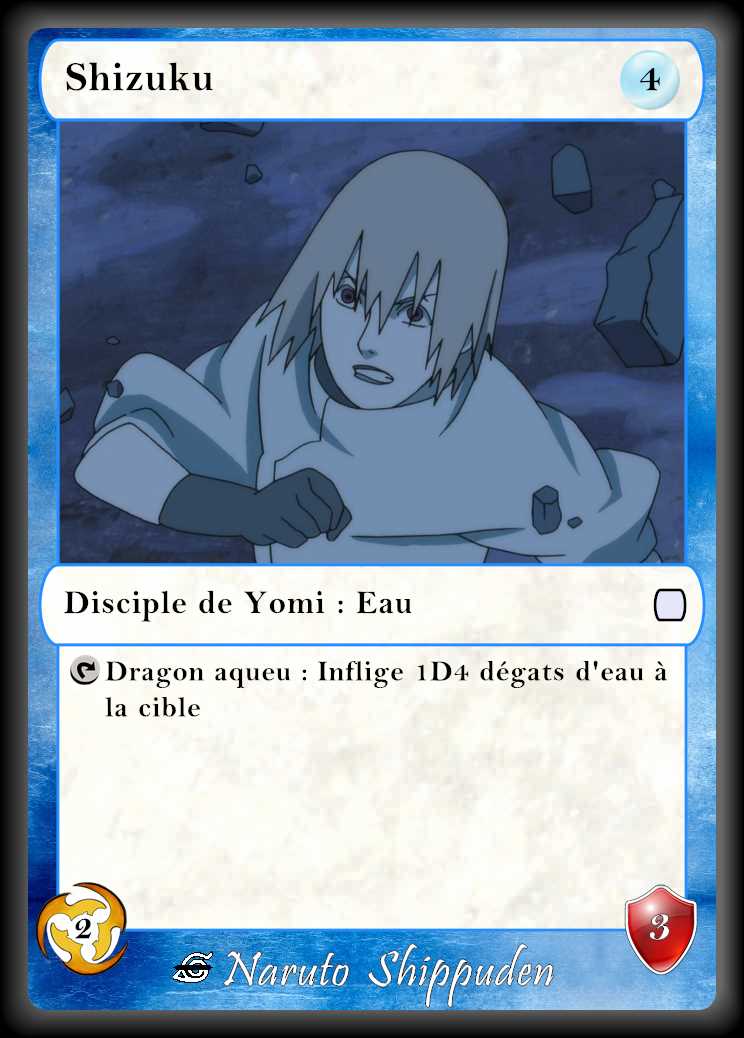 Shizuku
4
Disciple de Yomi : Eau
Dragon aqueu : Inflige 1D4 dégats d'eau à
la cible
2
3
Naruto Shippuden